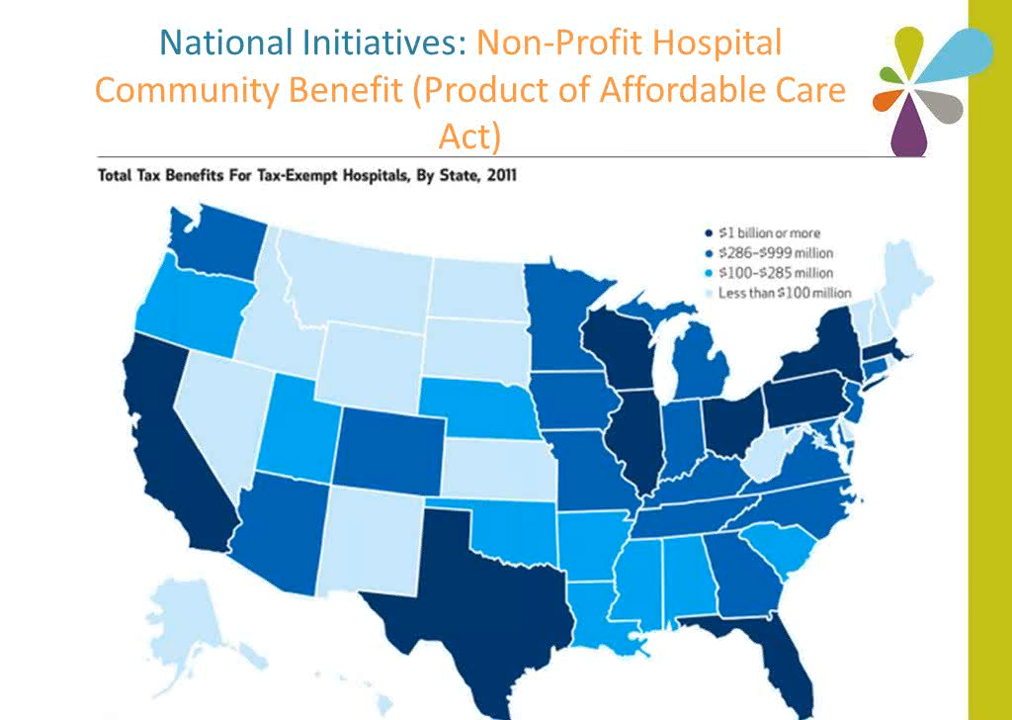 National Initiatives: Non-Profit Hospital
Community Benefit (Product of Affordable Care
Act)
Total Tax Benefits For Tax-Exempt Hospitals, By State, 2011
$1 billion or more
$286–$999 million
$100–$285 million
Less than $100 million